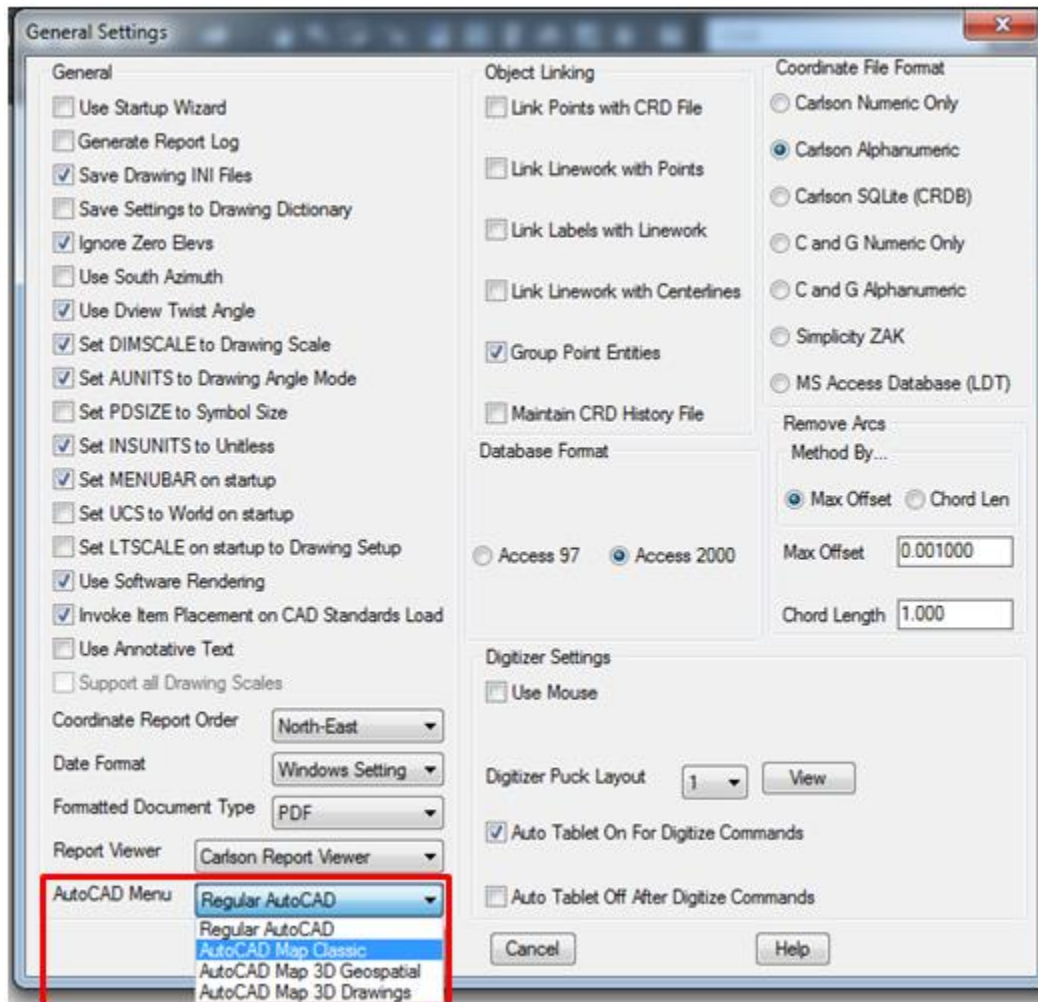 General Settings
General
Use Startup Wizard
Generate Report Log
Save Drawing INI Files
Save Settings to Drawing Dictionary
Ignore Zero Elevs
Use South Azimuth
Use Dview Twist Angle
Set DIMSCALE to Drawing Scale
Set AUNITS to Drawing Angle Mode
Set PDSIZE to Symbol Size
Set INSUNITS to Unitless
Set MENUBAR on startup
Set UCS to World on startup
Set LTSCALE on startup to Drawing Setup
Use Software Rendering
Invoke Item Placement on CAD Standards Load
Use Annotative Text
Support all Drawing Scales
Coordinate Report Order North-East
Date Format Windows Setting
Formatted Document Type PDF
Report Viewer Carlson Report Viewer
AutoCAD Menu Regular AutoCAD
Regular AutoCAD
AutoCAD Map Classic
AutoCAD Map 3D Geospatial
AutoCAD Map 3D Drawings
Object Linking
Link Points with CRD File
Link Linework with Points
Link Labels with Linework
Link Linework with Centerlines
Group Point Entities
Maintain CRD History File
Database Format
Access 97 Access 2000
Coordinate File Format
Carlson Numeric Only
Carlson Alphanumeric
Carlson SQLite (CRDB)
C and G Numeric Only
C and G Alphanumeric
Simplicity ZAK
MS Access Database (LDT)
Remove Arcs
Method By...
Max Offset Chord Len
Max Offset 0.001000
Chord Length 1.000
Digitizer Settings
Use Mouse
Digitizer Puck Layout 1 View
Auto Tablet On For Digitize Commands
Auto Tablet Off After Digitize Commands
Cancel Help